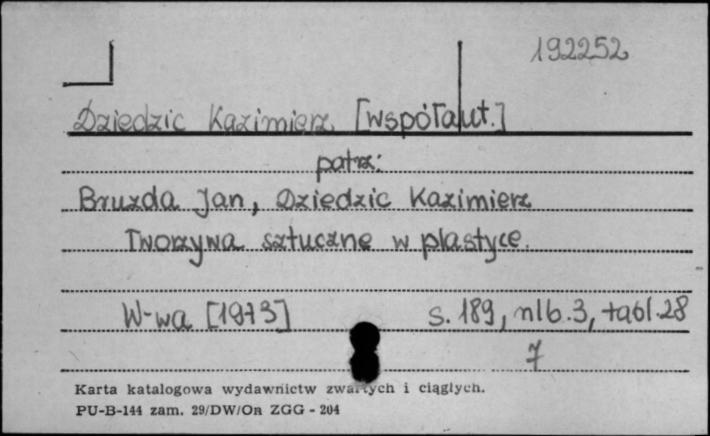 192252
Dziedzic Kazimierz [współaut.]
patrz:
Bruzda Jan, Dziedzic Kazimierz
Tworzywa sztuczne w plastyce.
W-wa [1973] s. 189, nlb. 3, tabl. 28
7
Karta katalogowa wydawnictw zwartych i ciągłych.
PU-B-144 zam. 29/DW/On ZGG - 204